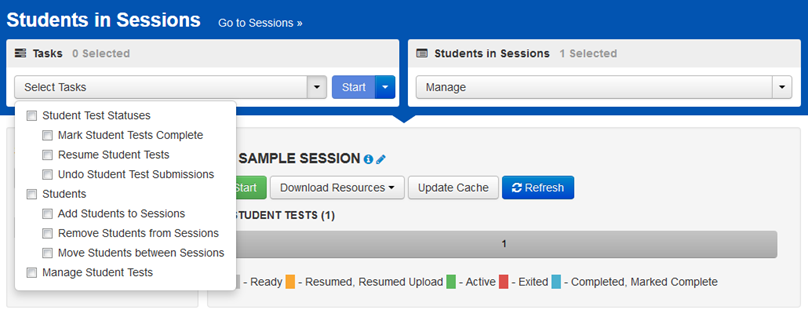 Students in Sessions Go to Sessions »
Tasks 0 Selected
Select Tasks Start
Students in Sessions 1 Selected
Manage
Student Test Statuses
Mark Student Tests Complete
Resume Student Tests
Undo Student Test Submissions
Students
Add Students to Sessions
Remove Students from Sessions
Move Students between Sessions
Manage Student Tests
SAMPLE SESSION
Start Download Resources Update Cache Refresh
STUDENT TESTS (1)
1
- Ready - Resumed, Resumed Upload - Active - Exited - Completed, Marked Complete